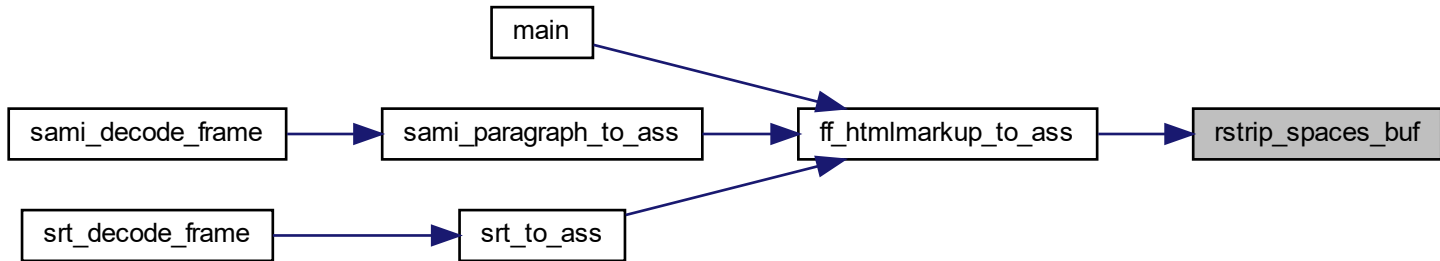 main
sami_decode_frame
sami_paragraph_to_ass
ff_htmlmarkup_to_ass
rstrip_spaces_buf
srt_decode_frame
srt_to_ass